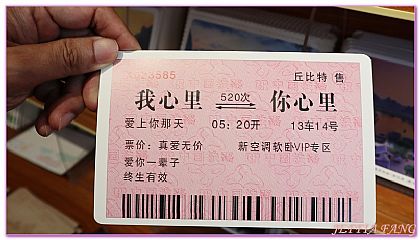 X023585 丘比特 售
我心里 520次 你心里
爱上你那天 05:20开 13车14号
票价:真爱无价 新空调软卧VIP专区
爱你一辈子
终生有效
JETIYA FANG